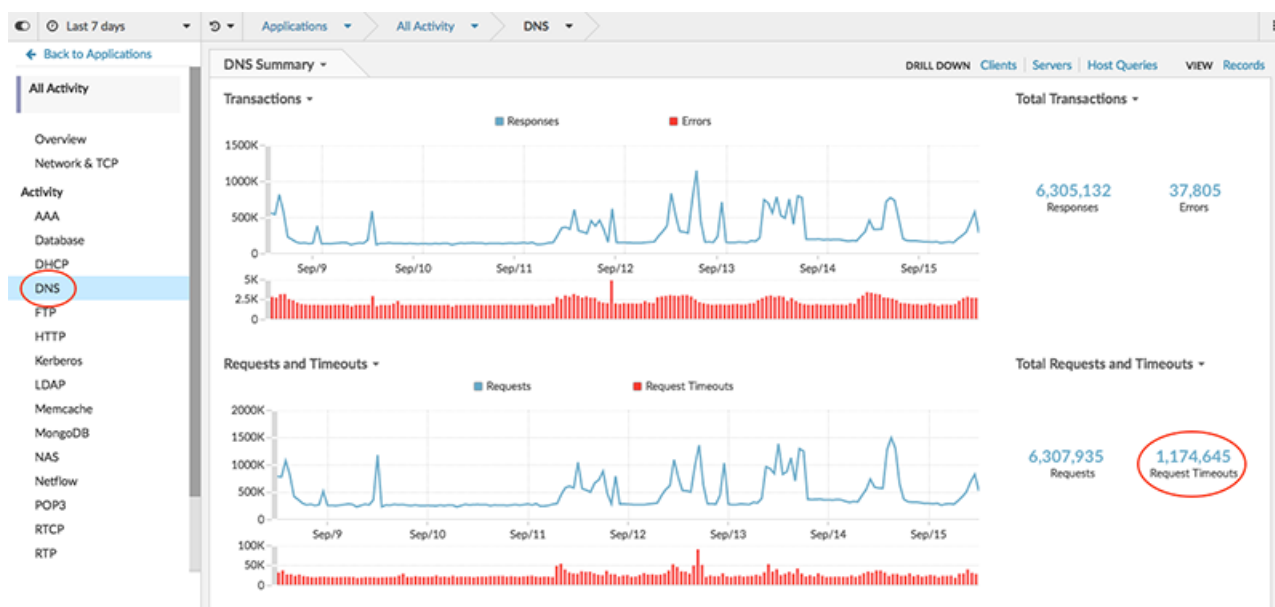 Last 7 days
Applications All Activity DNS
Back to Applications
All Activity
Overview
Network & TCP
Activity
AAA
Database
DHCP
DNS
FTP
HTTP
Kerberos
LDAP
Memcache
MongoDB
NAS
Netflow
POP3
RTCP
RTP
DNS Summary
DRILL DOWN Clients Servers Host Queries VIEW Records
Transactions
Responses Errors
1500K
1000K
500K
0
Sep/9 Sep/10 Sep/11 Sep/12 Sep/13 Sep/14 Sep/15
5K
2.5K
0
Total Transactions
6,305,132 37,805
Responses Errors
Requests and Timeouts
Requests Request Timeouts
2000K
1500K
1000K
500K
0
Sep/9 Sep/10 Sep/11 Sep/12 Sep/13 Sep/14 Sep/15
100K
50K
0
Total Requests and Timeouts
6,307,935 1,174,645
Requests Request Timeouts